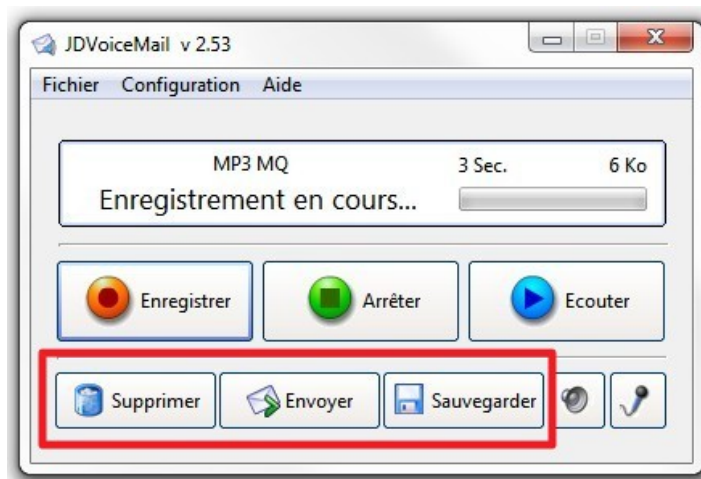 JDVoiceMail v 2.53
Fichier Configuration Aide
MP3 MQ 3 Sec. 6 Ko
Enregistrement en cours...
Enregistrer Arrêter Ecouter
Supprimer Envoyer Sauvegarder